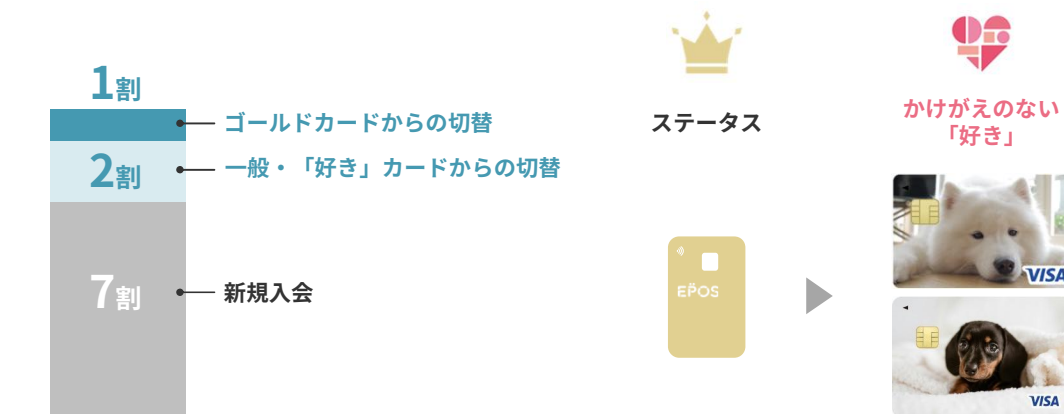 1割
ゴールドカードからの切替
2割
一般・「好き」カードからの切替
7割
新規入会
ステータス
EPOS
かけがえのない
「好き」
VISA
VISA